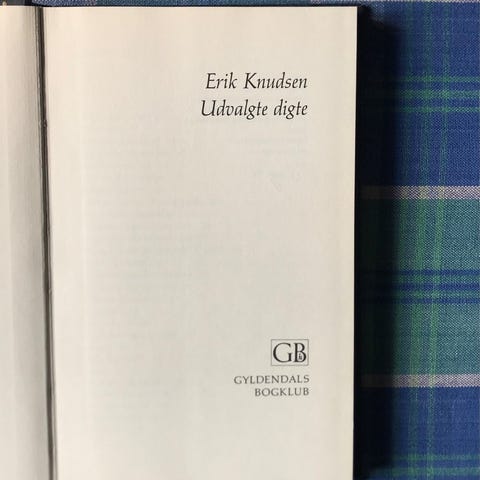 Erik Knudsen
Udvalgte digte
GB
GYLDENDALS
BOGKLUB